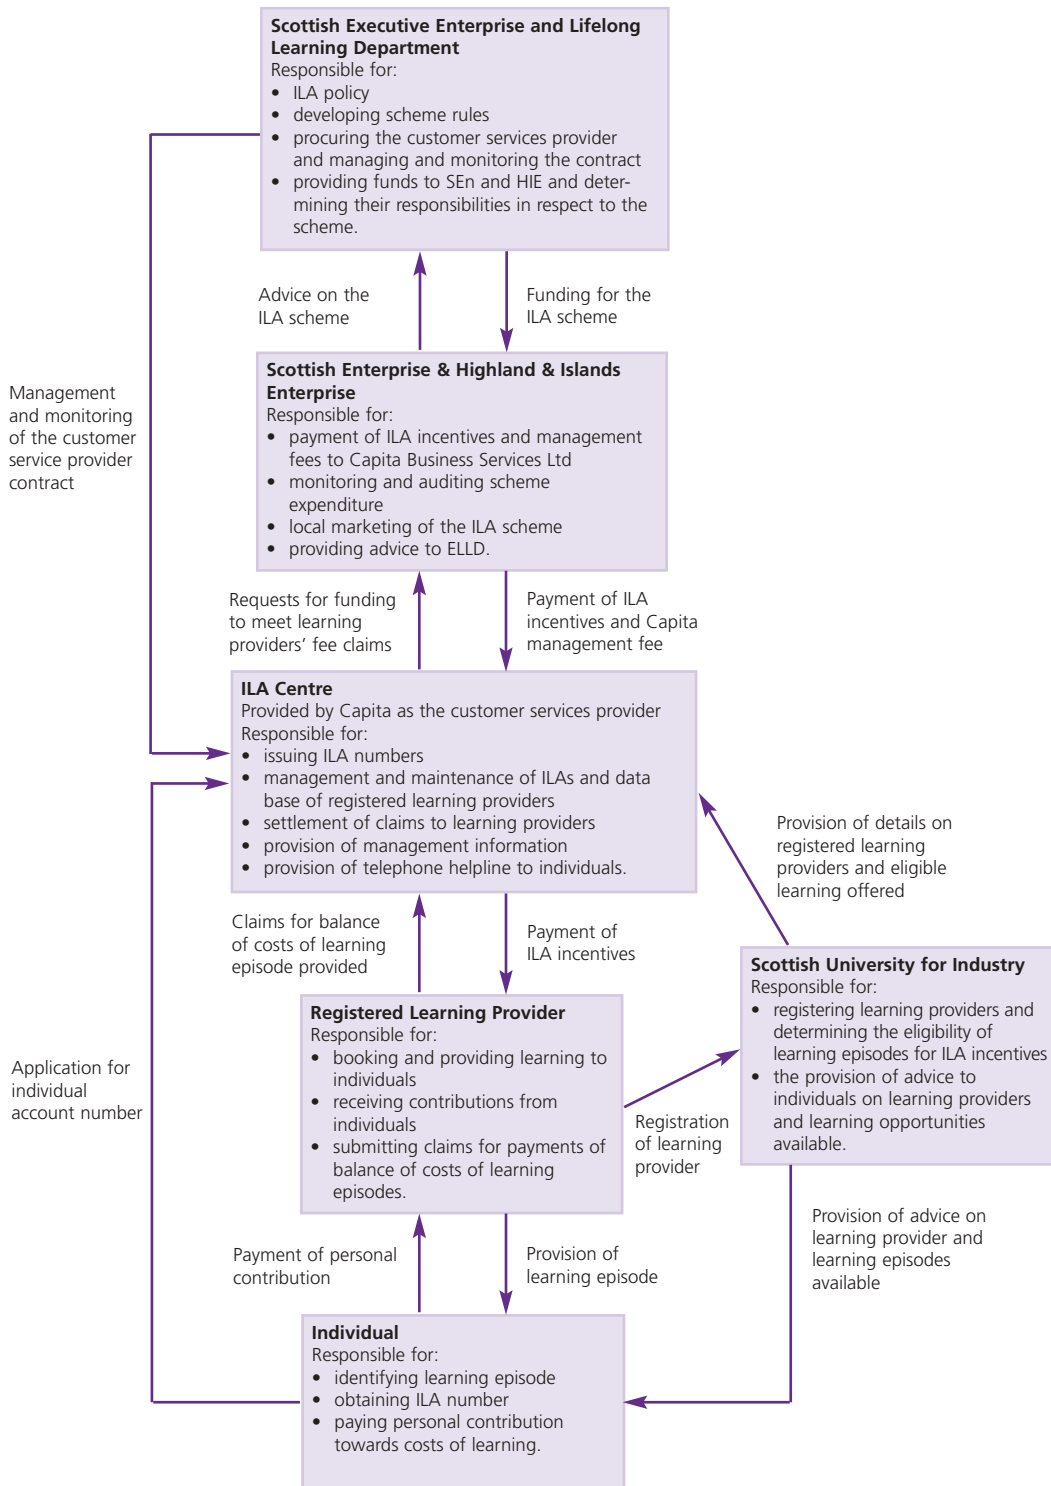 Scottish Executive Enterprise and Lifelong
Learning Department
Responsible for:
• ILA policy
• developing scheme rules
• procuring the customer services provider
and managing and monitoring the contract
• providing funds to SEn and HIE and deter-
mining their responsibilities in respect to the
scheme.
Advice on the
ILA scheme
Funding for the
ILA scheme
Management
and monitoring
of the customer
service provider
contract
Scottish Enterprise & Highland & Islands
Enterprise
Responsible for:
• payment of ILA incentives and management
fees to Capita Business Services Ltd
• monitoring and auditing scheme
expenditure
• local marketing of the ILA scheme
• providing advice to ELLD.
Requests for funding
to meet learning
providers’ fee claims
Payment of ILA
incentives and Capita
management fee
ILA Centre
Provided by Capita as the customer services provider
Responsible for:
• issuing ILA numbers
• management and maintenance of ILAs and data
base of registered learning providers
• settlement of claims to learning providers
• provision of management information
• provision of telephone helpline to individuals.
Provision of details on
registered learning
providers and eligible
learning offered
Claims for balance
of costs of learning
episode provided
Payment of
ILA incentives
Scottish University for Industry
Responsible for:
• registering learning providers and
determining the eligibility of
learning episodes for ILA incentives
• the provision of advice to
individuals on learning providers
and learning opportunities
available.
Registered Learning Provider
Responsible for:
• booking and providing learning to
individuals
• receiving contributions from
individuals
• submitting claims for payments of
balance of costs of learning
episodes.
Application for
individual
account number
Registration
of learning
provider
Provision of advice on
learning provider and
learning episodes
available
Payment of personal
contribution
Provision of
learning episode
Individual
Responsible for:
• identifying learning episode
• obtaining ILA number
• paying personal contribution
towards costs of learning.